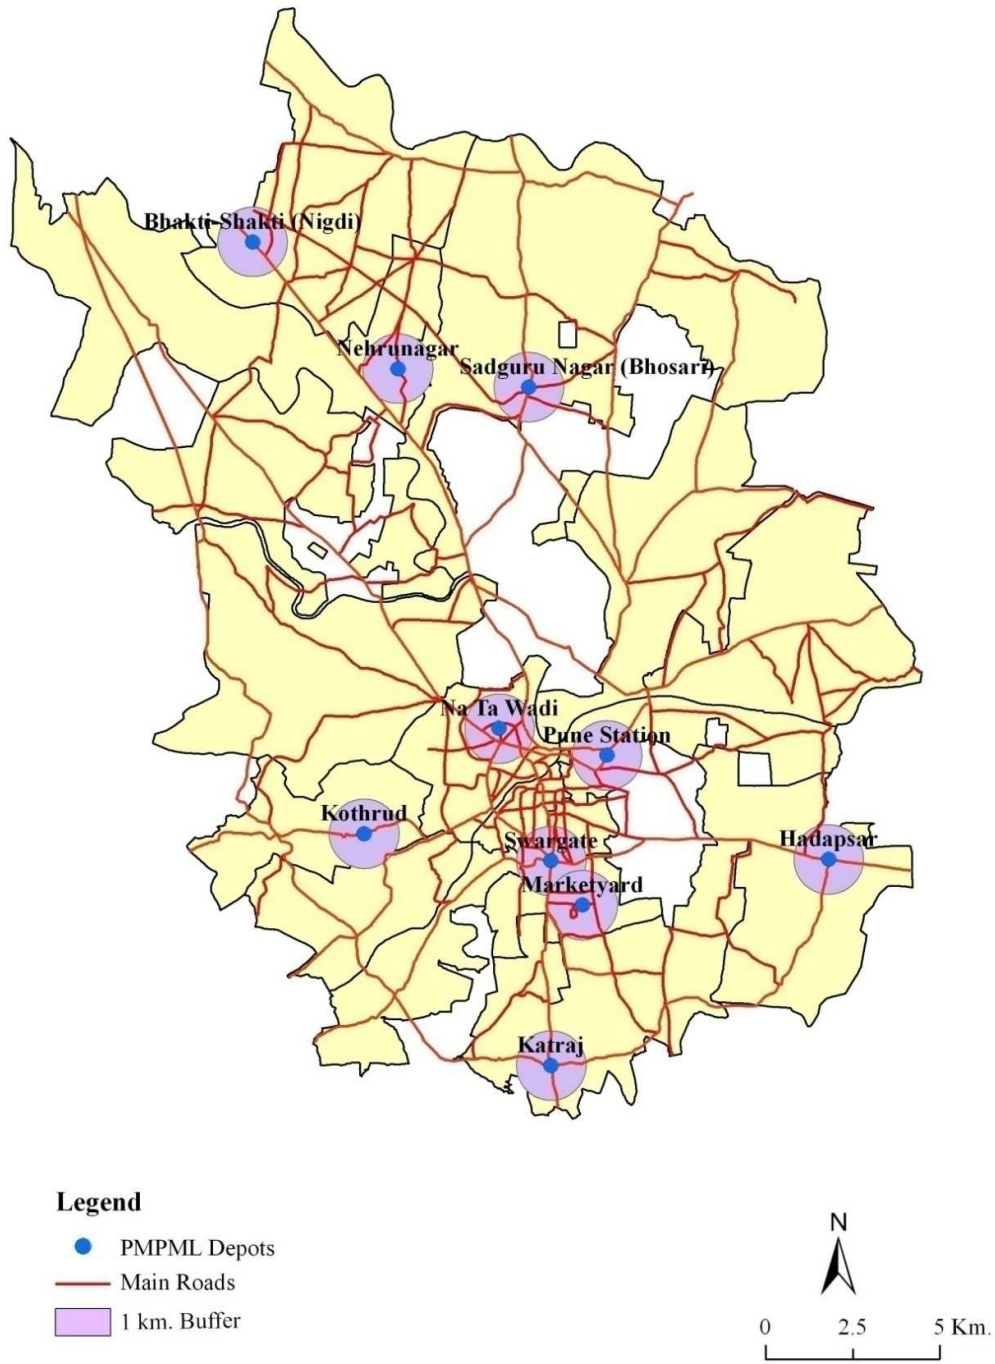 Bhakti-Shakti (Nigdi)
Nehrunagar
Sadguru Nagar (Bhosari)
Na Ta Wadi
Pune Station
Kothrud
Swargate
Hadapsar
Marketyard
Katraj
Legend
PMPML Depots
Main Roads
1 km. Buffer
N
0 2.5 5 Km.